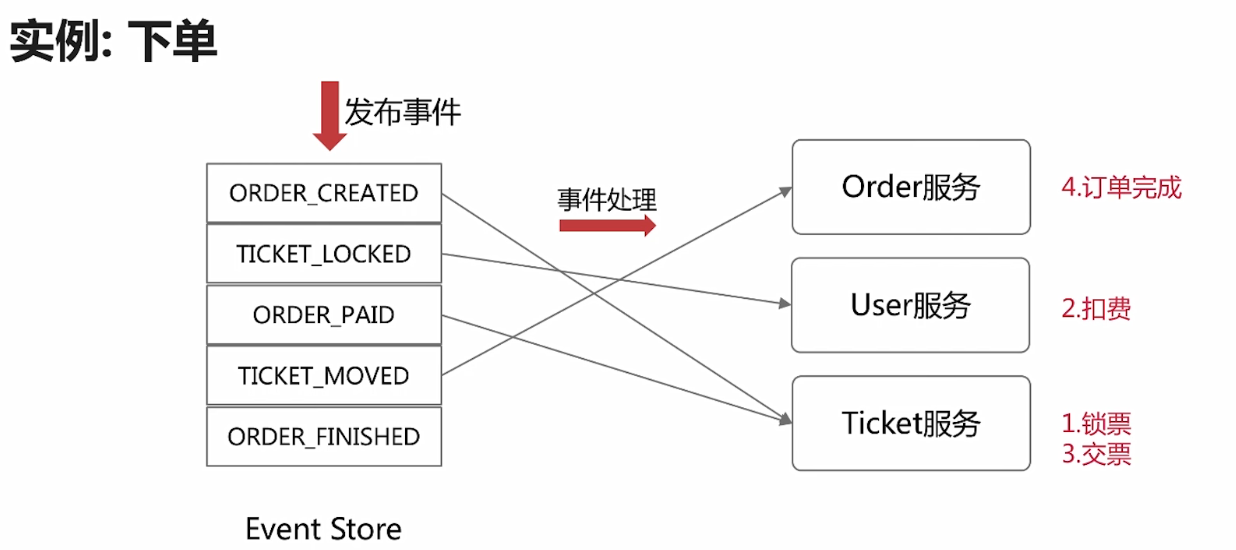 实例: 下单
发布事件
ORDER_CREATED
TICKET_LOCKED
ORDER_PAID
TICKET_MOVED
ORDER_FINISHED
Event Store
事件处理
Order服务
4.订单完成
User服务
2.扣费
Ticket服务
1.锁票
3.交票